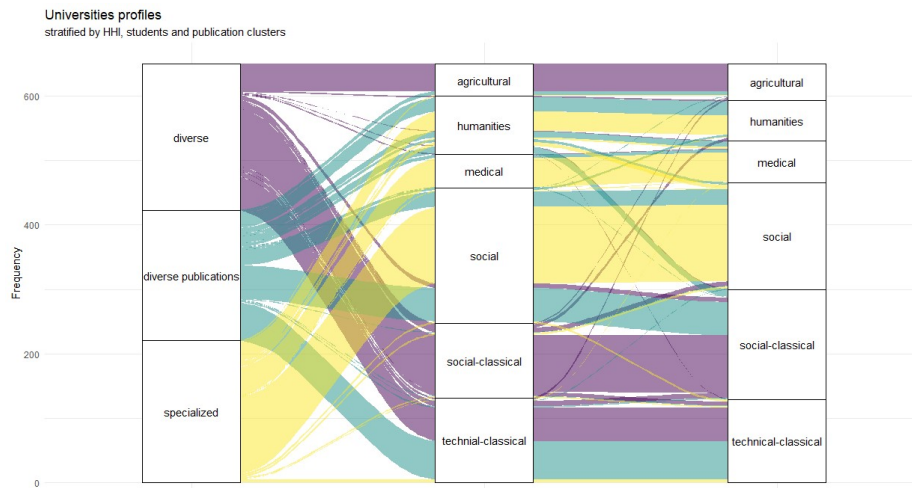 Universities profiles
stratified by HHI, students and publication clusters
Frequency
600
400
200
0
diverse
diverse publications
specialized
agricultural
humanities
medical
social
social-classical
technial-classical
agricultural
humanities
medical
social
social-classical
technical-classical